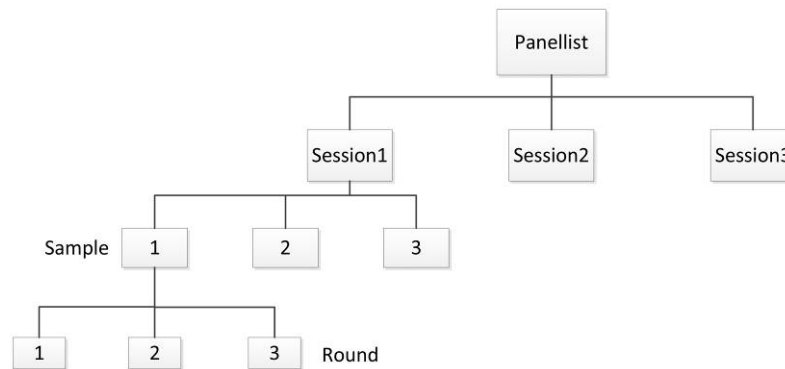 Panellist
Session1 Session2 Session3
Sample 1 2 3
1 2 3 Round